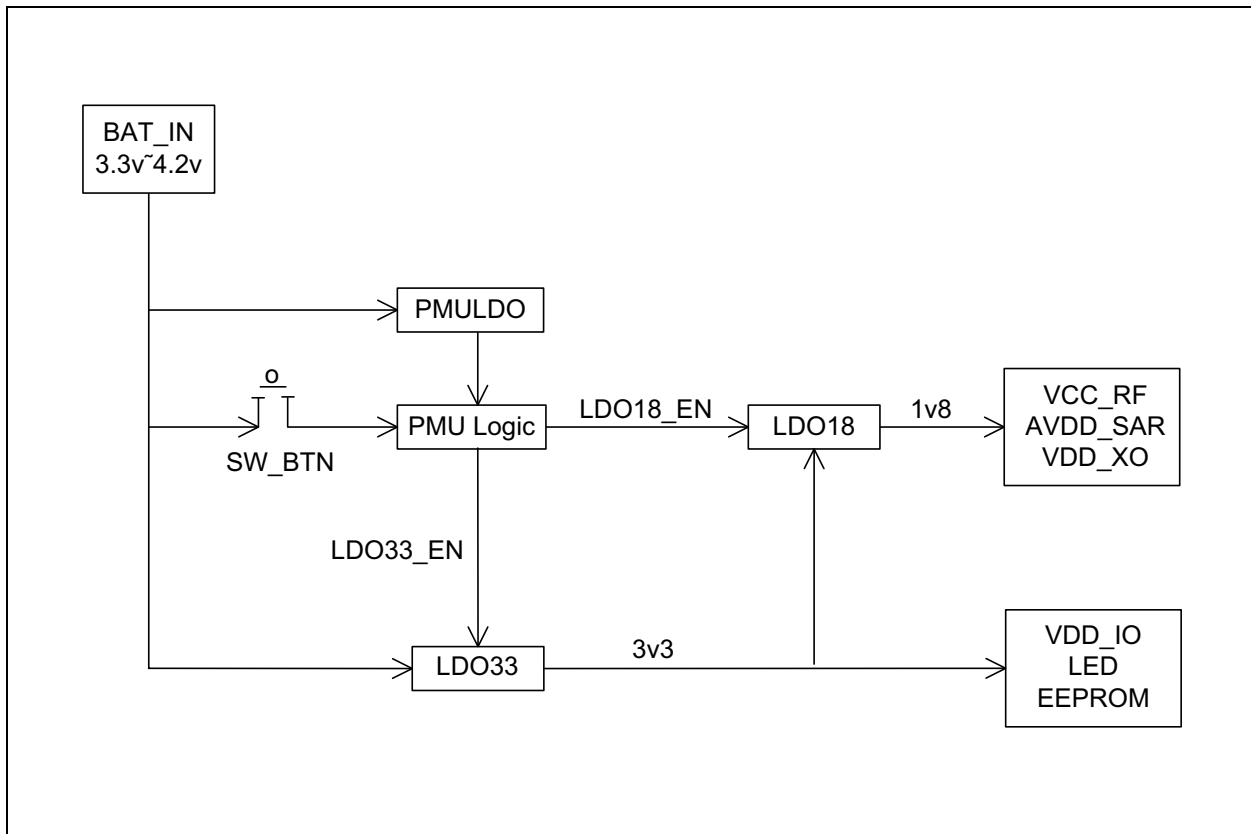 BAT_IN
3.3v~4.2v
PMULDO
o
SW_BTN
PMU Logic
LDO18_EN
LDO18
1v8
VCC_RF
AVDD_SAR
VDD_XO
LDO33_EN
LDO33
3v3
VDD_IO
LED
EEPROM